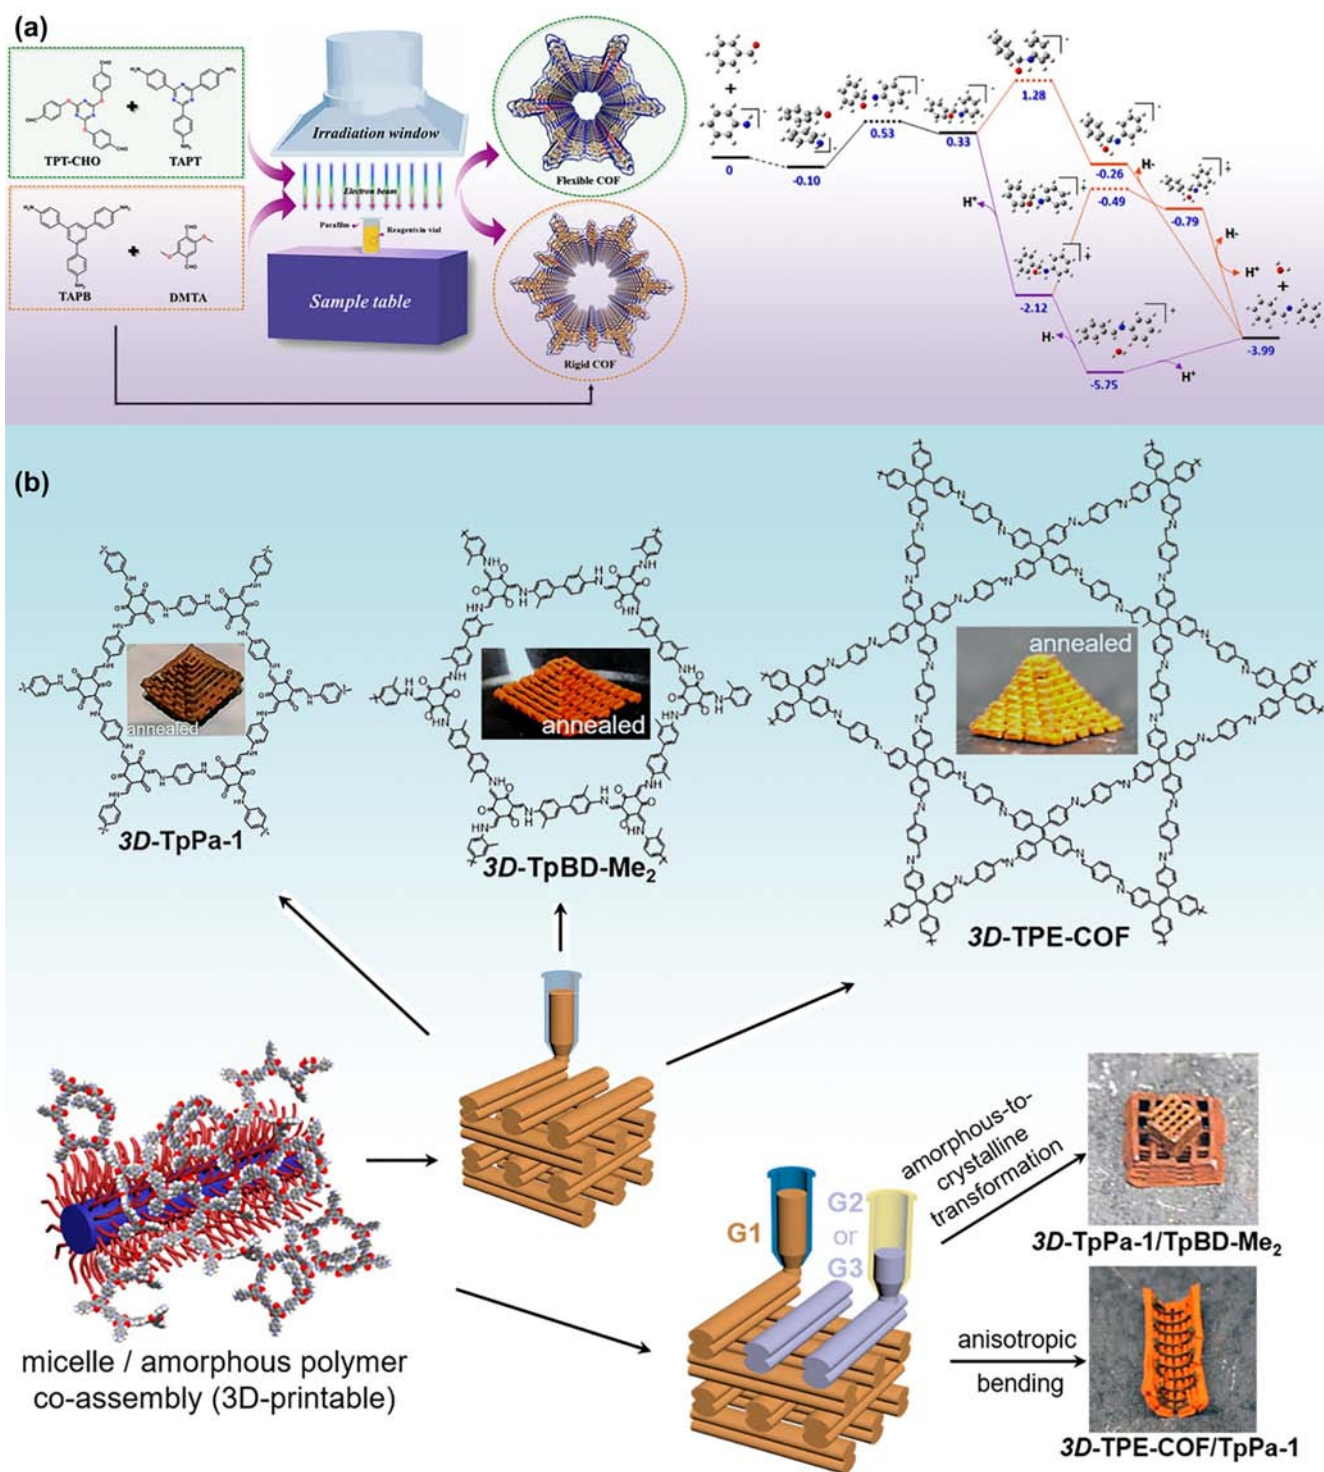 (a)
TPT-CHO
TAPT
TAPB
DMTA
Irradiation window
Electron beam
Parafilm
Reagents in vial
Sample table
Flexible COF
Rigid COF
0
-0.10
0.53
0.33
1.28
-0.26
H·
-0.49
-0.79
H·
H⁺
H⁺
-2.12
H·
-5.75
H⁺
-3.99
(b)
annealed
3D-TpPa-1
annealed
3D-TpBD-Me₂
annealed
3D-TPE-COF
micelle / amorphous polymer
co-assembly (3D-printable)
G1
G2
or
G3
amorphous-to-
crystalline
transformation
3D-TpPa-1/TpBD-Me₂
anisotropic
bending
3D-TPE-COF/TpPa-1